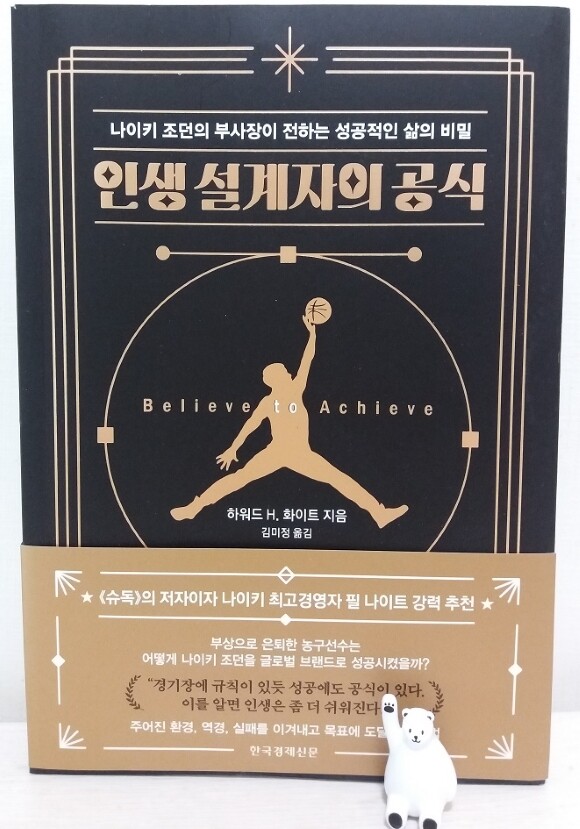 나이키 조던의 부사장이 전하는 성공적인 삶의 비밀
인생 설계자의 공식
Believe to Achieve
하워드 H. 화이트 지음
김미정 옮김
★ 《슈독》의 저자이자 나이키 최고경영자 필 나이트 강력 추천 ★
부상으로 은퇴한 농구선수는
어떻게 나이키 조던을 글로벌 브랜드로 성공시켰을까?
“경기장에 규칙이 있듯 성공에도 공식이 있다.
이를 알면 인생은 좀 더 쉬워진다
주어진 환경, 역경, 실패를 이겨내고 목표에
한국경제신문